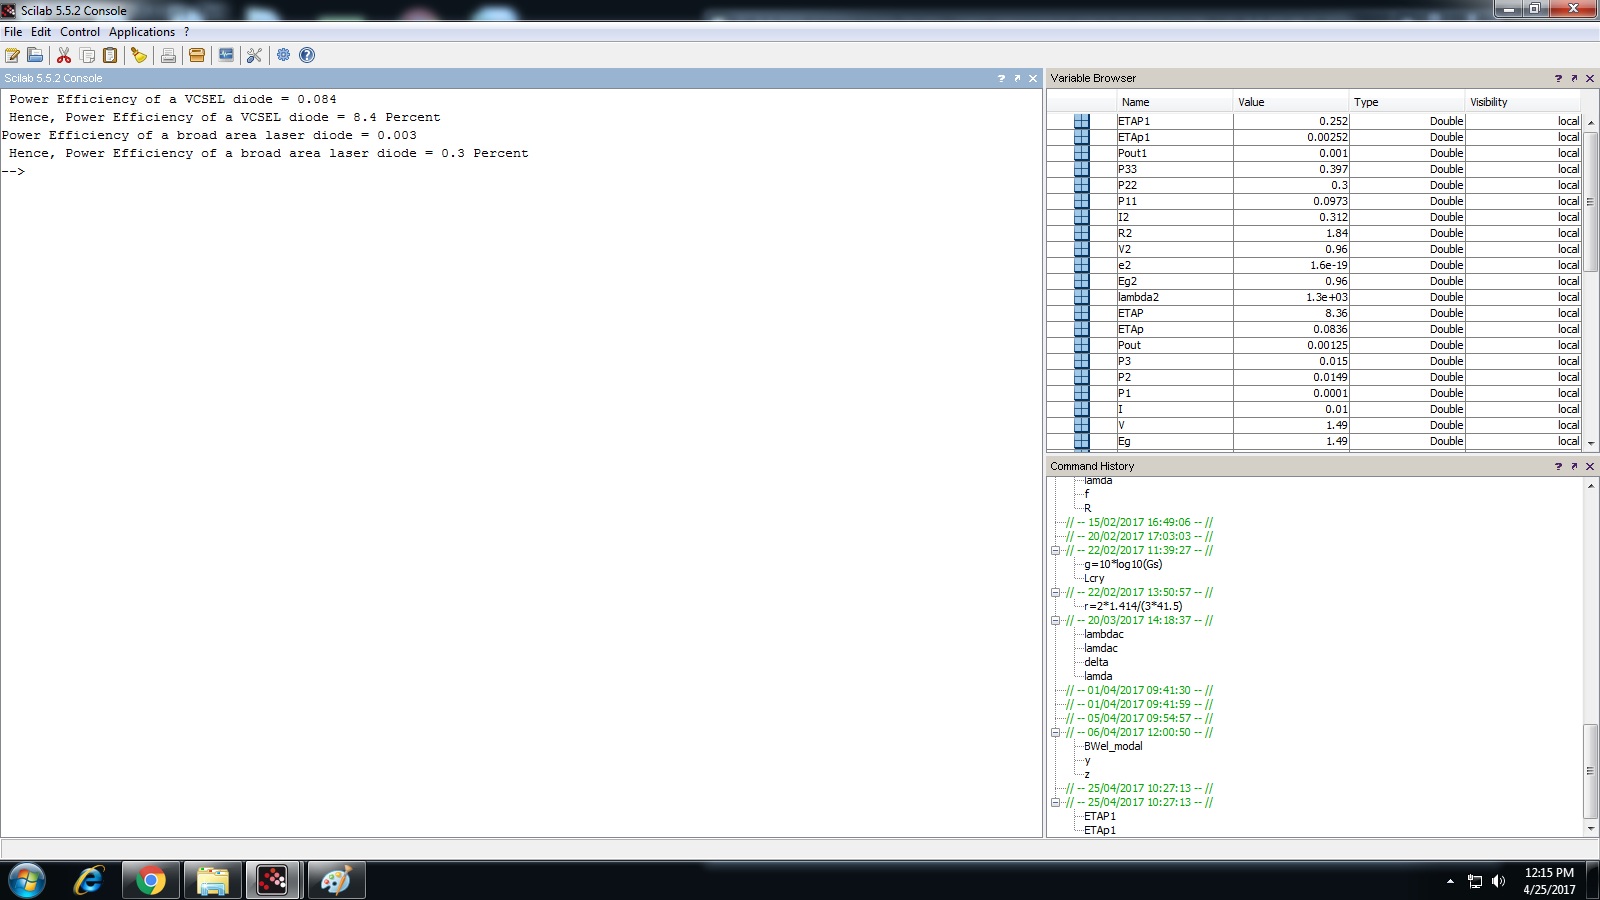 Scilab 5.5.2 Console
File Edit Control Applications ?
Scilab 5.5.2 Console
Power Efficiency of a VCSEL diode = 0.084
Hence, Power Efficiency of a VCSEL diode = 8.4 Percent
Power Efficiency of a broad area laser diode = 0.003
Hence, Power Efficiency of a broad area laser diode = 0.3 Percent
-->
Variable Browser
Name Value Type Visibility
ETAP1 0.252 Double local
ETAp1 0.00252 Double local
Pout1 0.001 Double local
P33 0.397 Double local
P22 0.3 Double local
P11 0.0973 Double local
I2 0.312 Double local
R2 1.84 Double local
V2 0.96 Double local
e2 1.6e-19 Double local
Eg2 0.96 Double local
lambda2 1.3e+03 Double local
ETAP 8.36 Double local
ETAp 0.0836 Double local
Pout 0.00125 Double local
P3 0.015 Double local
P2 0.0149 Double local
P1 0.0001 Double local
I 0.01 Double local
V 1.49 Double local
Eg 1.49 Double local
Command History
lamda
f
R
// -- 15/02/2017 16:49:06 -- //
// -- 20/02/2017 17:03:03 -- //
// -- 22/02/2017 11:39:27 -- //
g=10*log10(Gs)
Lcry
// -- 22/02/2017 13:50:57 -- //
r=2*1.414/(3*41.5)
// -- 20/03/2017 14:18:37 -- //
lambdac
lamdac
delta
lamda
// -- 01/04/2017 09:41:30 -- //
// -- 01/04/2017 09:41:59 -- //
// -- 05/04/2017 09:54:57 -- //
// -- 06/04/2017 12:00:50 -- //
BWel_modal
y
z
// -- 25/04/2017 10:27:13 -- //
// -- 25/04/2017 10:27:13 -- //
ETAP1
ETAp1
12:15 PM
4/25/2017